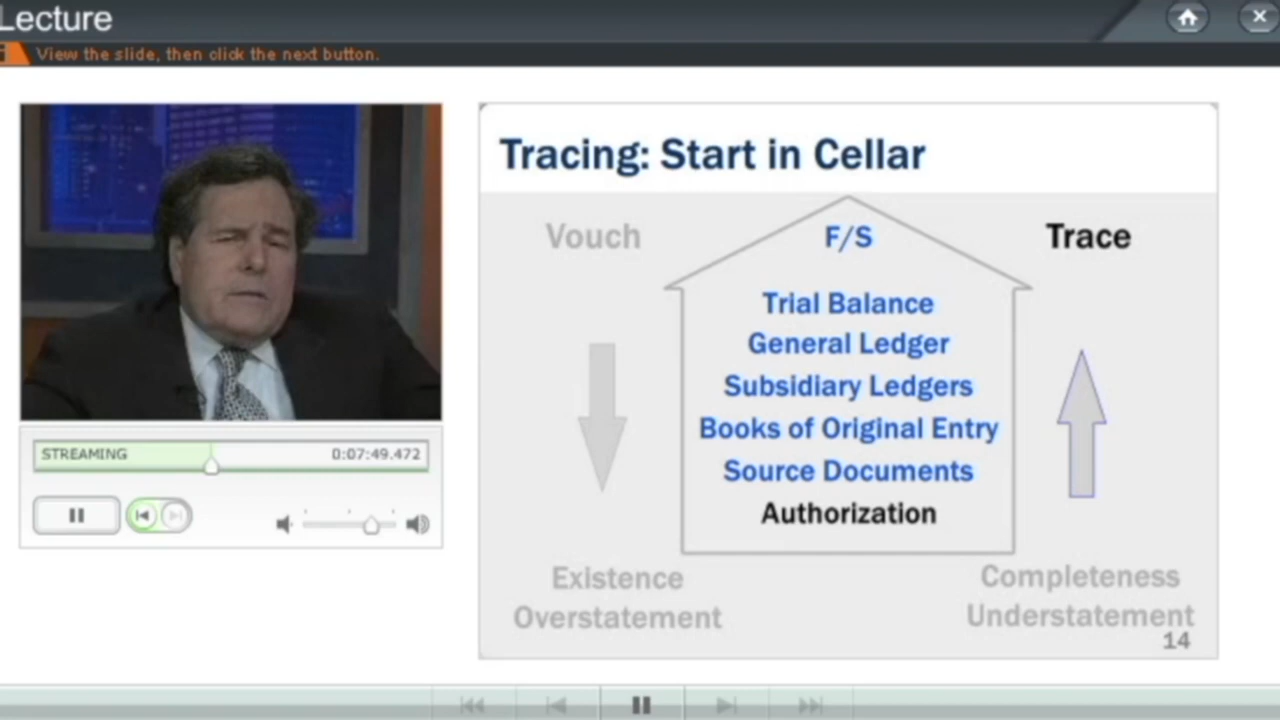 Lecture
View the slide, then click the next button.
STREAMING 0:07:49.472
Tracing: Start in Cellar
Vouch
F/S
Trace
Trial Balance
General Ledger
Subsidiary Ledgers
Books of Original Entry
Source Documents
Authorization
Existence
Overstatement
Completeness
Understatement
14